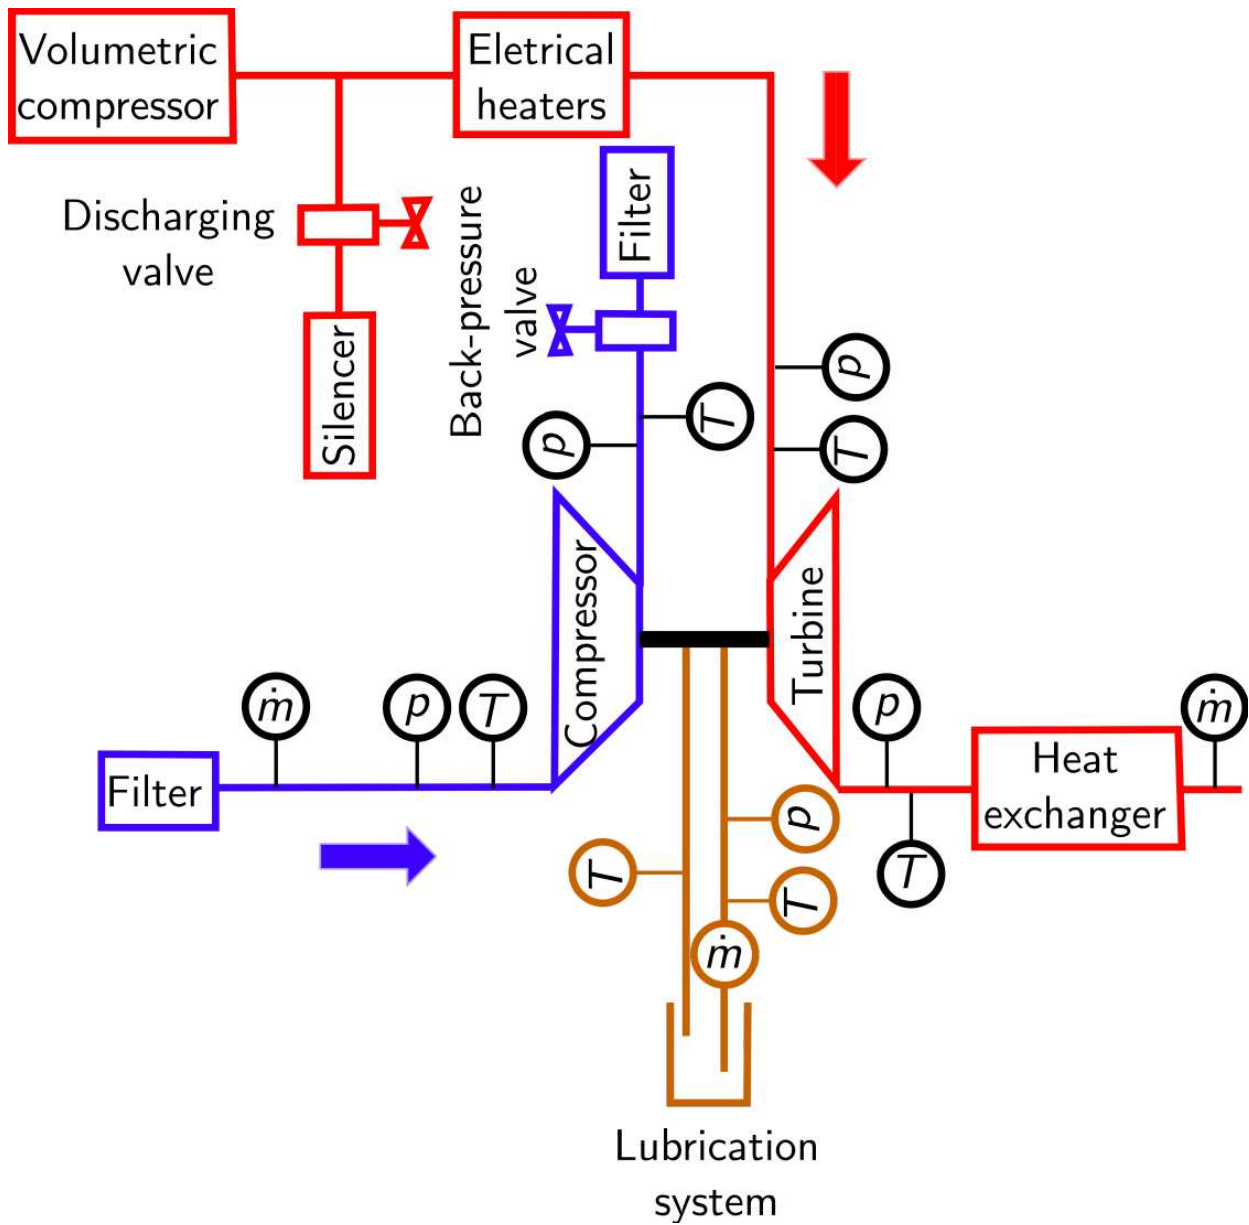 Volumetric
compressor
Eletrical
heaters
Discharging
valve
Silencer
Back-pressure
valve
Filter
p
T
p
T
Compressor
Turbine
ṁ
p
T
Filter
p
T
ṁ
Heat
exchanger
T
p
T
ṁ
Lubrication
system